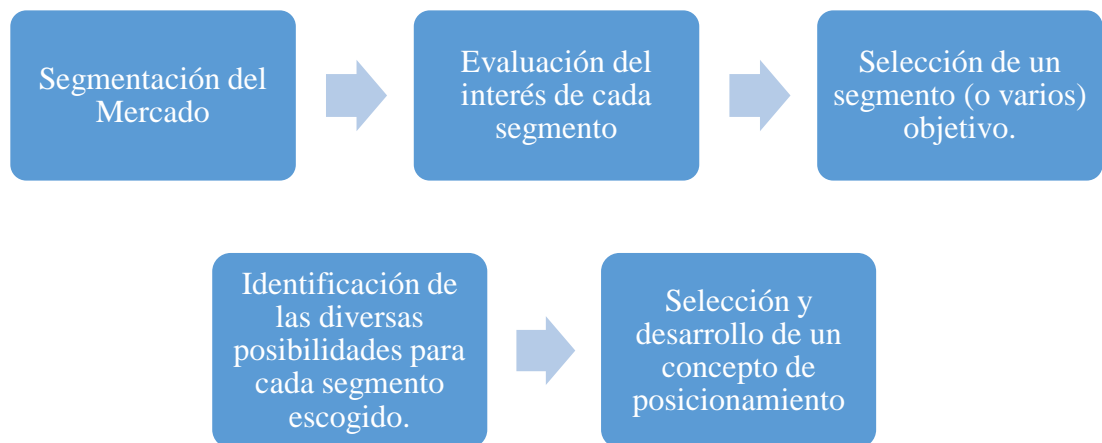 Segmentación del
Mercado
Evaluación del
interés de cada
segmento
Selección de un
segmento (o varios)
objetivo.
Identificación de
las diversas
posibilidades para
cada segmento
escogido.
Selección y
desarrollo de un
concepto de
posicionamiento